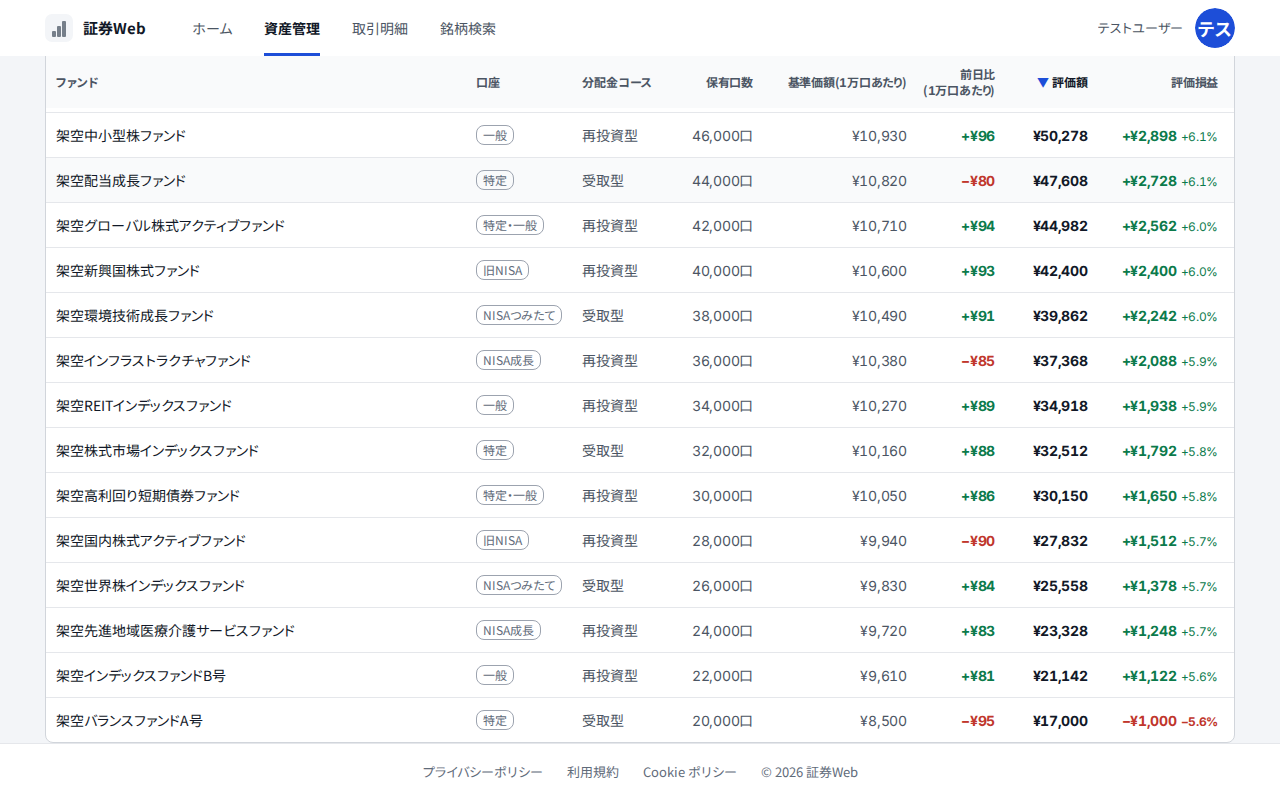 証券Web ホーム 資産管理 取引明細 銘柄検索 テストユーザー テス
ファンド 口座 分配金コース 保有口数 基準価額(1万口あたり) 前日比 (1万口あたり) ▼評価額 評価損益
架空中小型株ファンド 一般 再投資型 46,000口 ¥10,930 +¥96 ¥50,278 +¥2,898 +6.1%
架空配当成長ファンド 特定 受取型 44,000口 ¥10,820 −¥80 ¥47,608 +¥2,728 +6.1%
架空グローバル株式アクティブファンド 特定・一般 再投資型 42,000口 ¥10,710 +¥94 ¥44,982 +¥2,562 +6.0%
架空新興国株式ファンド 旧NISA 再投資型 40,000口 ¥10,600 +¥93 ¥42,400 +¥2,400 +6.0%
架空環境技術成長ファンド NISAつみたて 受取型 38,000口 ¥10,490 +¥91 ¥39,862 +¥2,242 +6.0%
架空インフラストラクチャファンド NISA成長 再投資型 36,000口 ¥10,380 −¥85 ¥37,368 +¥2,088 +5.9%
架空REITインデックスファンド 一般 再投資型 34,000口 ¥10,270 +¥89 ¥34,918 +¥1,938 +5.9%
架空株式市場インデックスファンド 特定 受取型 32,000口 ¥10,160 +¥88 ¥32,512 +¥1,792 +5.8%
架空高利回り短期債券ファンド 特定・一般 再投資型 30,000口 ¥10,050 +¥86 ¥30,150 +¥1,650 +5.8%
架空国内株式アクティブファンド 旧NISA 再投資型 28,000口 ¥9,940 −¥90 ¥27,832 +¥1,512 +5.7%
架空世界株インデックスファンド NISAつみたて 受取型 26,000口 ¥9,830 +¥84 ¥25,558 +¥1,378 +5.7%
架空先進地域医療介護サービスファンド NISA成長 再投資型 24,000口 ¥9,720 +¥83 ¥23,328 +¥1,248 +5.7%
架空インデックスファンドB号 一般 再投資型 22,000口 ¥9,610 +¥81 ¥21,142 +¥1,122 +5.6%
架空バランスファンドA号 特定 受取型 20,000口 ¥8,500 −¥95 ¥17,000 −¥1,000 −5.6%
プライバシーポリシー 利用規約 Cookie ポリシー © 2026 証券Web